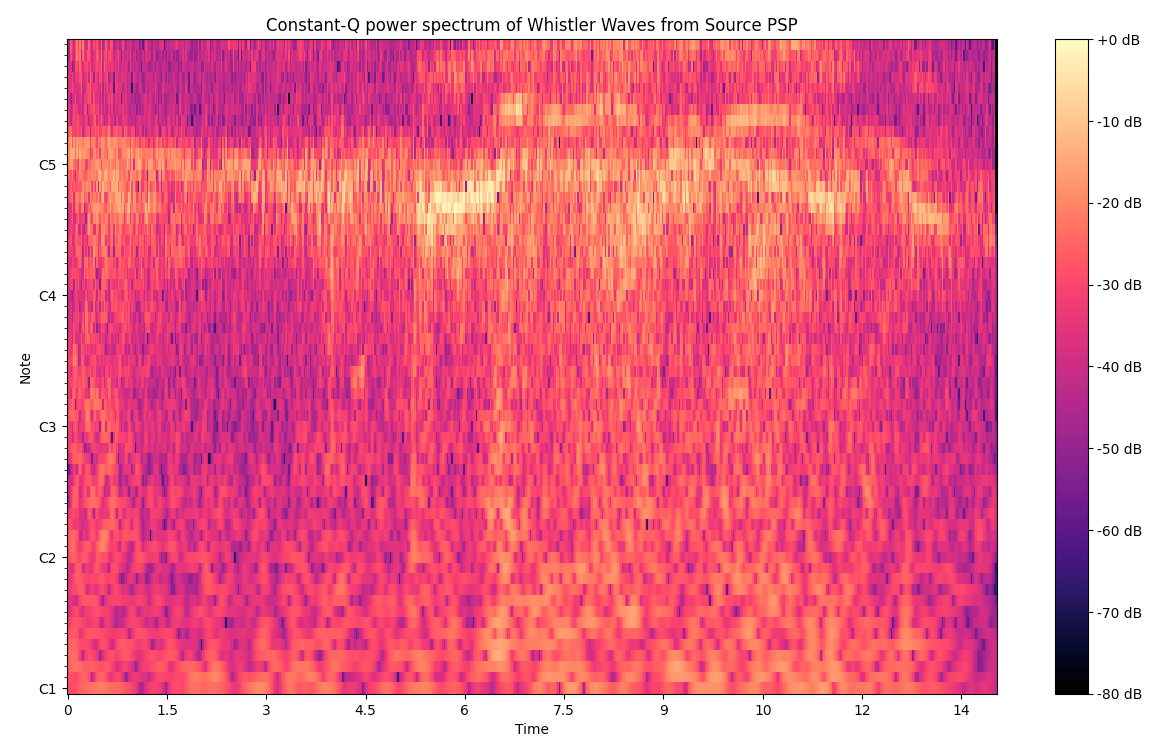 Constant-Q power spectrum of Whistler Waves from Source PSP
+0 dB
-10 dB
-20 dB
-30 dB
-40 dB
-50 dB
-60 dB
-70 dB
-80 dB
C5
C4
C3
C2
C1
Note
0 1.5 3 4.5 6 7.5 9 10 12 14
Time